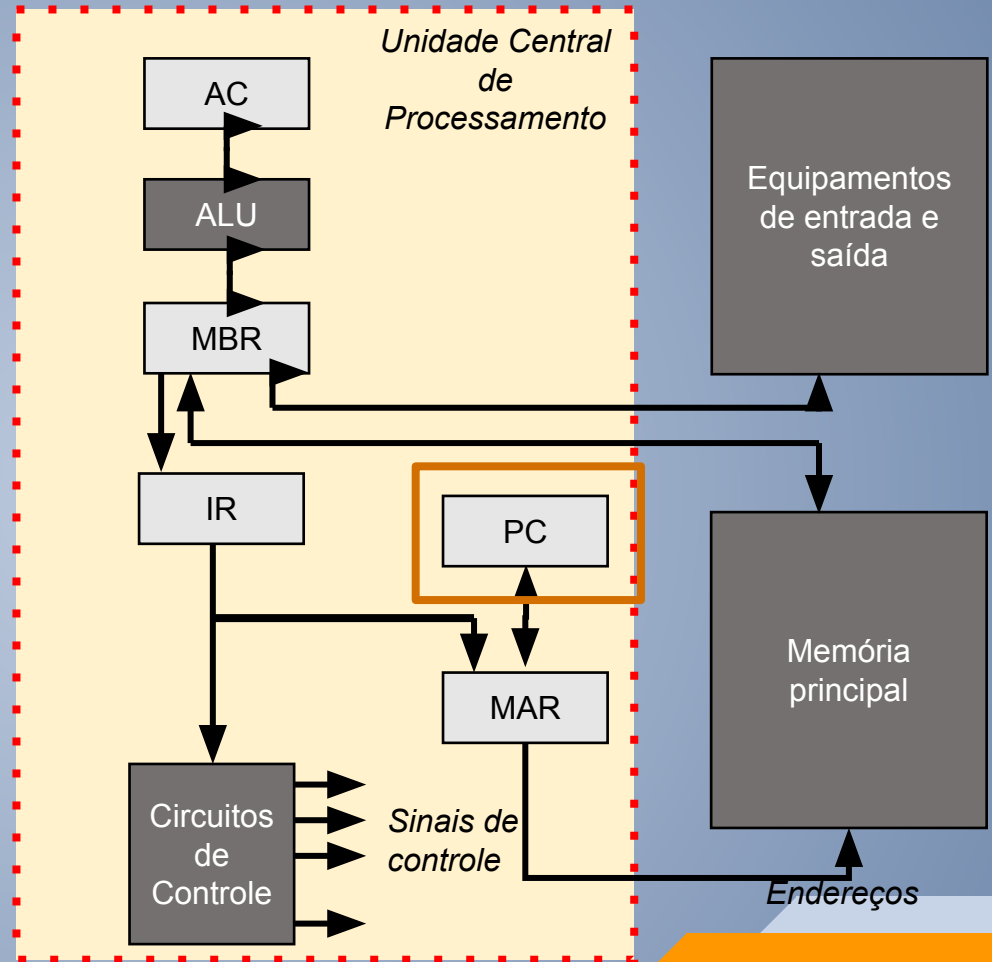 Unidade Central
de
Processamento
AC
ALU
MBR
IR
PC
MAR
Circuitos
de
Controle
Sinais de
controle
Equipamentos
de entrada e
saída
Memória
principal
Endereços